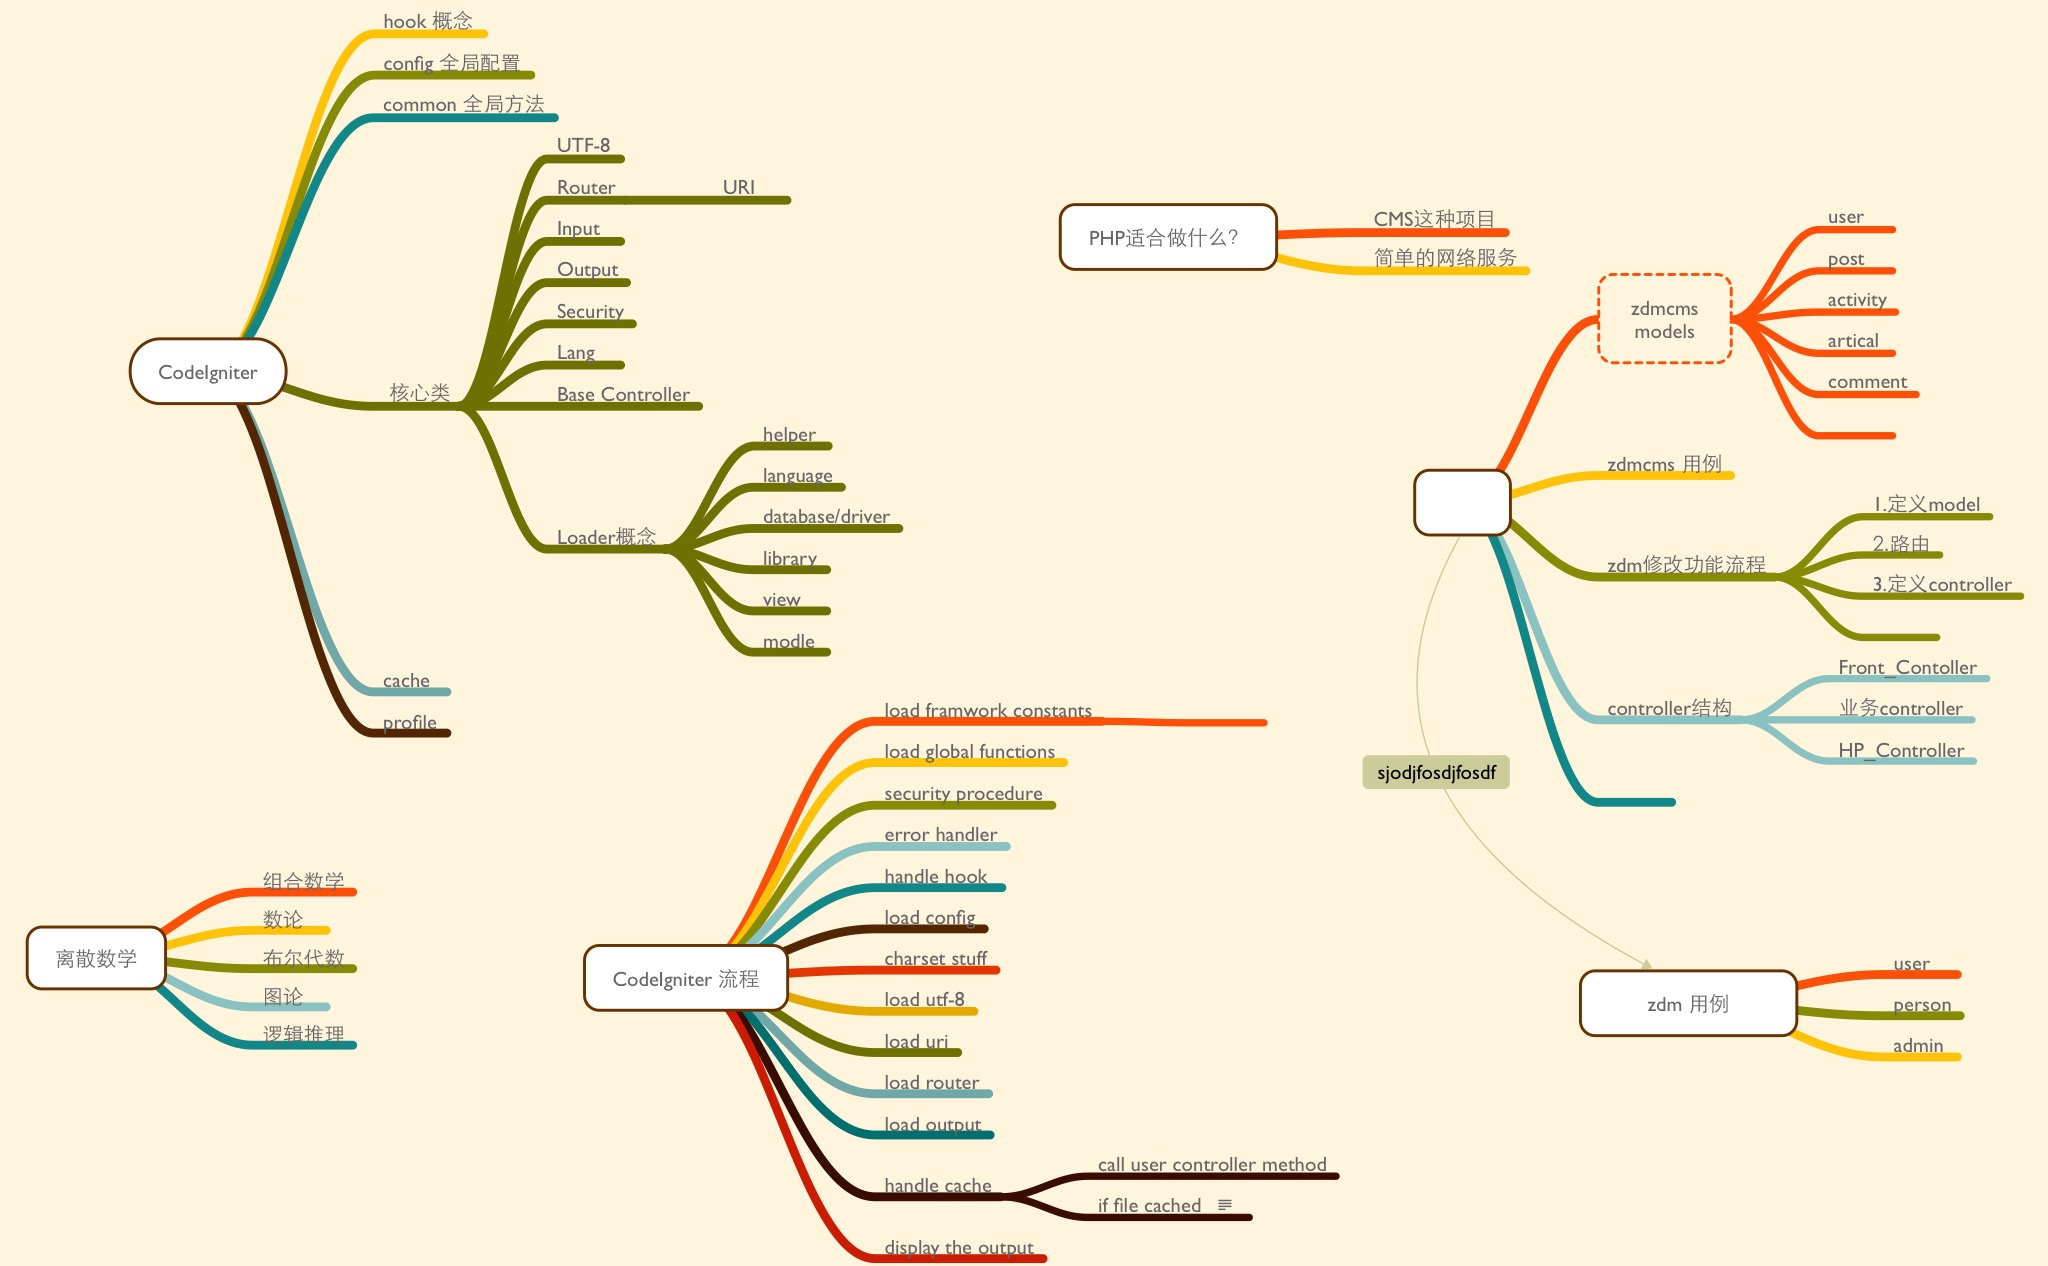 hook 概念
config 全局配置
common 全局方法
UTF-8
Router
URI
Input
Output
Security
Lang
CodeIgniter
核心类
Base Controller
helper
language
database/driver
Loader概念
library
view
modle
cache
profile
PHP适合做什么？
CMS这种项目
简单的网络服务
zdmcms
models
user
post
activity
artical
comment
zdmcms 用例
zdm修改功能流程
1.定义model
2.路由
3.定义controller
controller结构
Front_Contoller
业务controller
HP_Controller
sjodjfosdjfosdf
离散数学
组合数学
数论
布尔代数
图论
逻辑推理
CodeIgniter 流程
load framwork constants
load global functions
security procedure
error handler
handle hook
load config
charset stuff
load utf-8
load uri
load router
load output
handle cache
call user controller method
if file cached
display the output
zdm 用例
user
person
admin